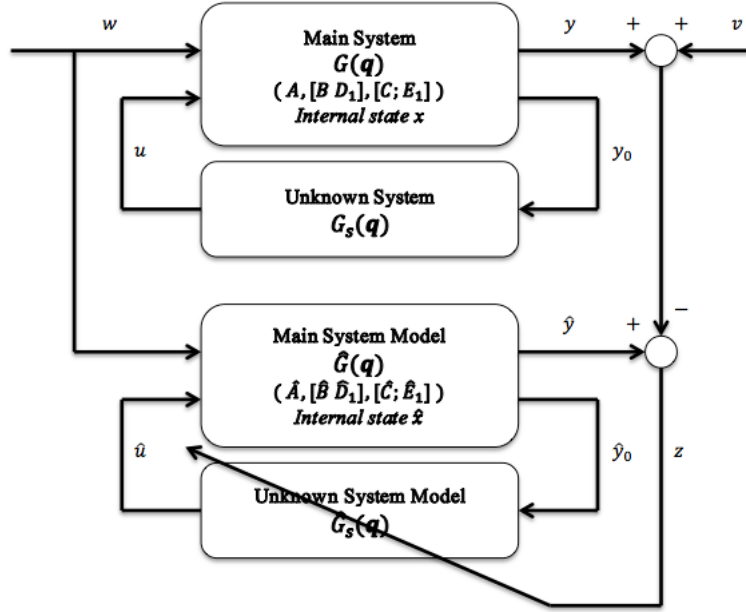 w
Main System
G(q)
( A, [B D₁], [C; E₁] )
Internal state x
y
+
+
v
u
y₀
Unknown System
Gₛ(q)
Main System Model
Ĝ(q)
( Â, [B̂ D̂₁], [Ĉ; Ê₁] )
Internal state x̂
ŷ
+
−
û
ŷ₀
z
Unknown System Model
Ĝₛ(q)